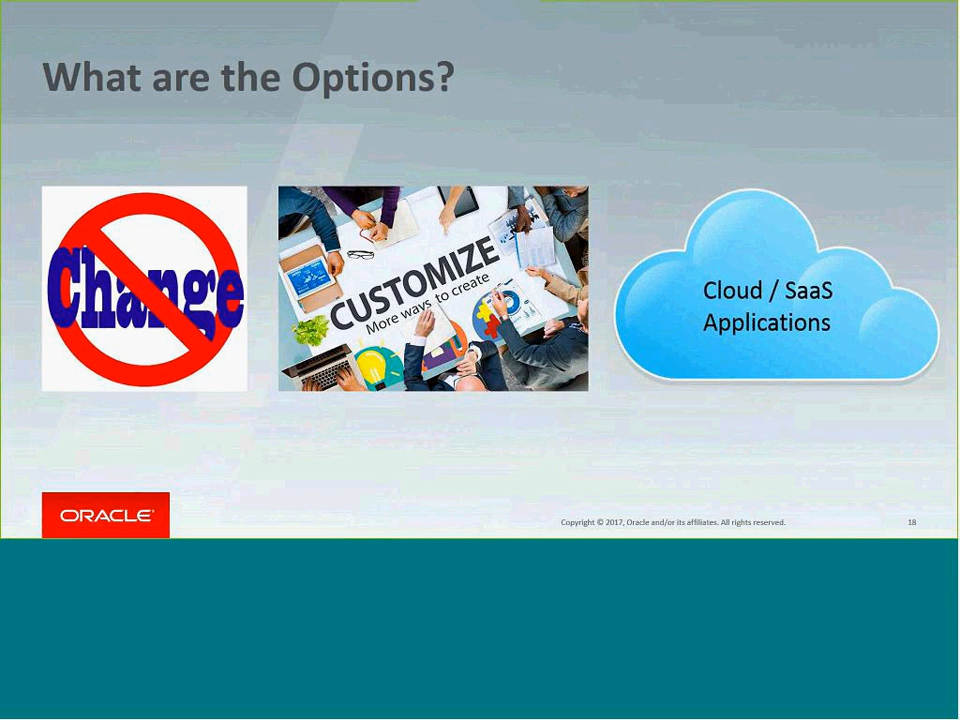 What are the Options?
Change
CUSTOMIZE
More ways to create
Cloud / SaaS
Applications
ORACLE
Copyright © 2017, Oracle and/or its affiliates. All rights reserved.
18